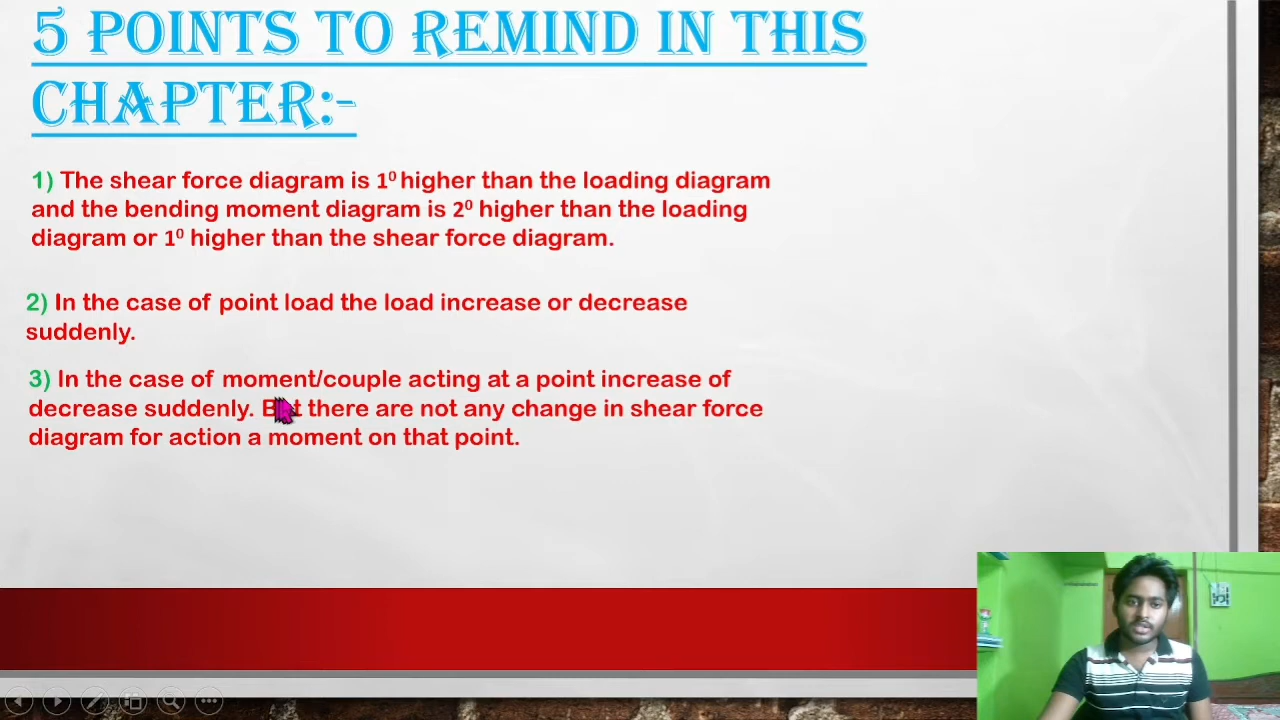 5 POINTS TO REMIND IN THIS
CHAPTER:-
1) The shear force diagram is 1⁰ higher than the loading diagram
and the bending moment diagram is 2⁰ higher than the loading
diagram or 1⁰ higher than the shear force diagram.
2) In the case of point load the load increase or decrease
suddenly.
3) In the case of moment/couple acting at a point increase of
decrease suddenly. But there are not any change in shear force
diagram for action a moment on that point.